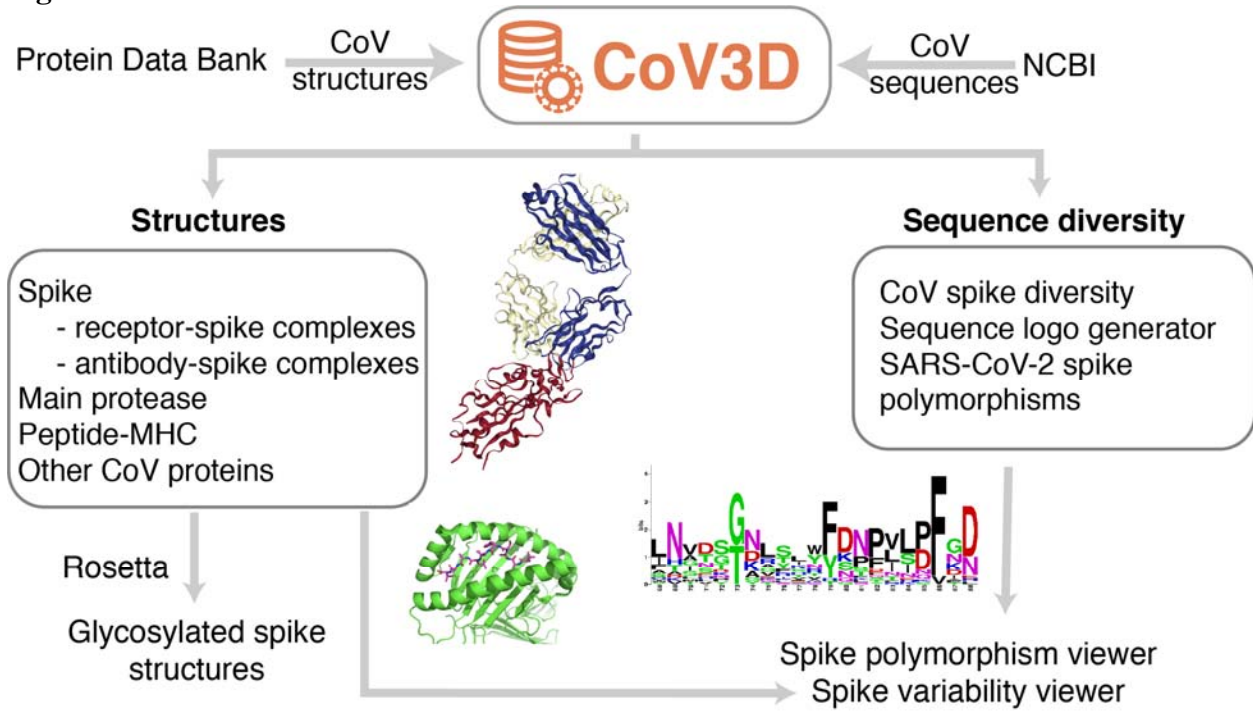 Protein Data Bank
CoV
structures
CoV3D
CoV
sequences
NCBI
Structures
Spike
- receptor-spike complexes
- antibody-spike complexes
Main protease
Peptide-MHC
Other CoV proteins
Sequence diversity
CoV spike diversity
Sequence logo generator
SARS-CoV-2 spike
polymorphisms
Rosetta
Glycosylated spike
structures
Spike polymorphism viewer
Spike variability viewer